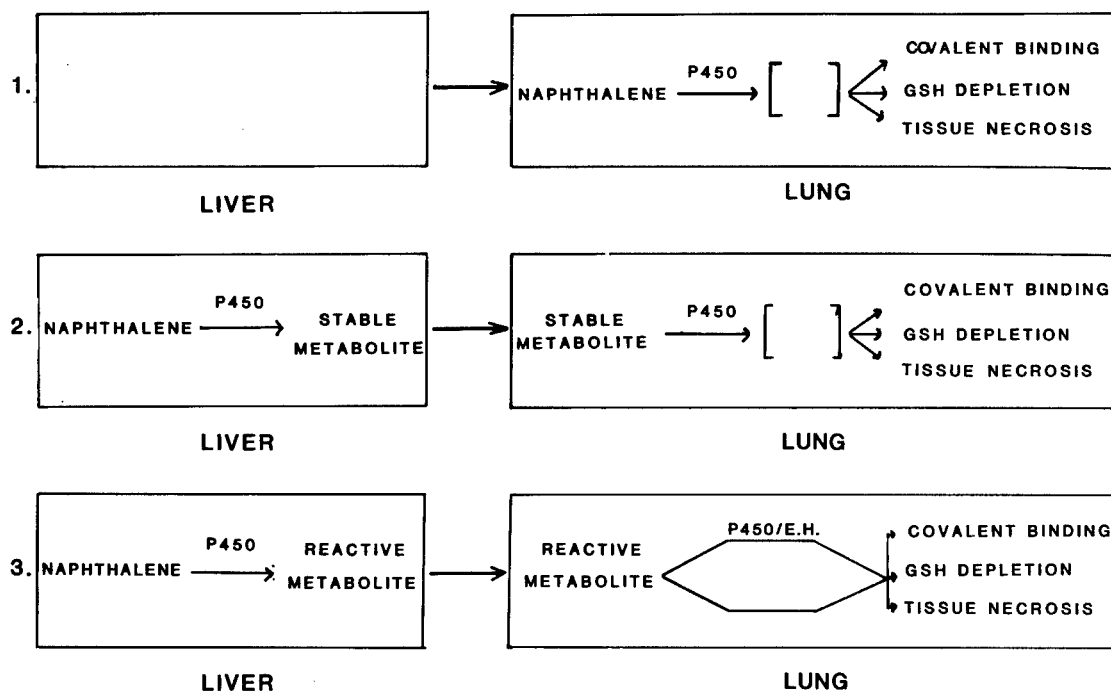 1.
NAPHTHALENE
P450
[ ]
COVALENT BINDING
GSH DEPLETION
TISSUE NECROSIS
LIVER
LUNG
2.
NAPHTHALENE
P450
STABLE
METABOLITE
STABLE
METABOLITE
P450
[ ]
COVALENT BINDING
GSH DEPLETION
TISSUE NECROSIS
LIVER
LUNG
3.
NAPHTHALENE
P450
REACTIVE
METABOLITE
REACTIVE
METABOLITE
P450/E.H.
COVALENT BINDING
GSH DEPLETION
TISSUE NECROSIS
LIVER
LUNG